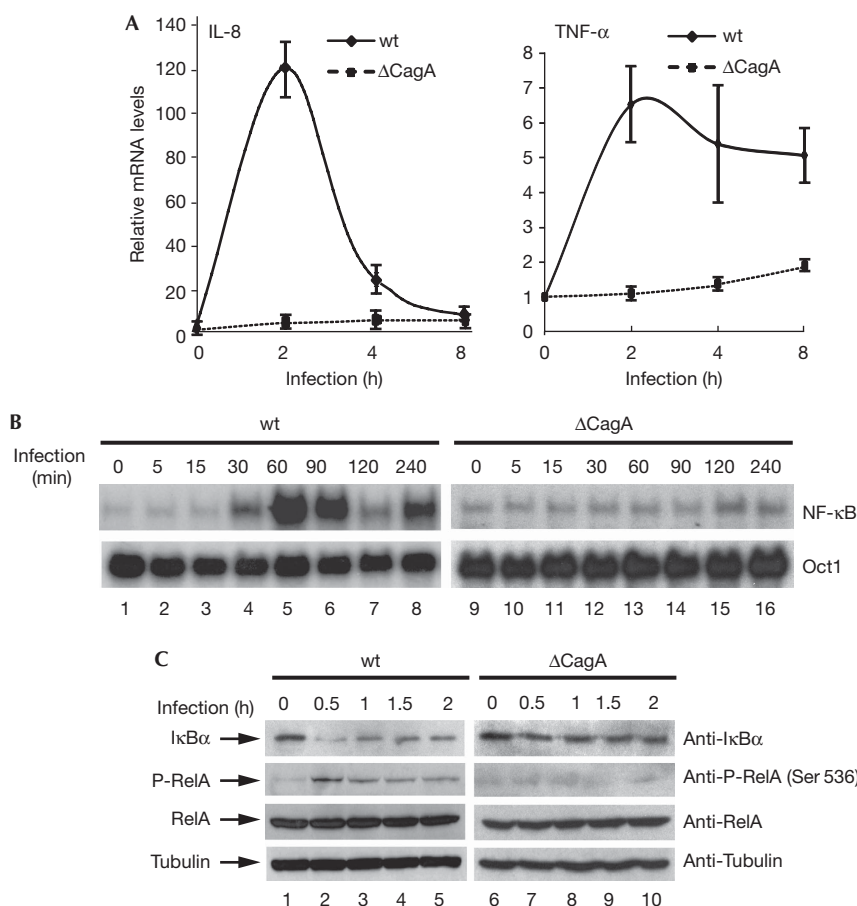 A
IL-8
wt
ΔCagA
Relative mRNA levels
140
120
100
80
60
40
20
0
0 2 4 8
Infection (h)
TNF-α
wt
ΔCagA
8
7
6
5
4
3
2
1
0
0 2 4 8
Infection (h)
B
wt ΔCagA
Infection (min) 0 5 15 30 60 90 120 240 0 5 15 30 60 90 120 240
NF-κB
Oct1
1 2 3 4 5 6 7 8 9 10 11 12 13 14 15 16
C
wt ΔCagA
Infection (h) 0 0.5 1 1.5 2 0 0.5 1 1.5 2
IκBα Anti-IκBα
P-RelA Anti-P-RelA (Ser 536)
RelA Anti-RelA
Tubulin Anti-Tubulin
1 2 3 4 5 6 7 8 9 10